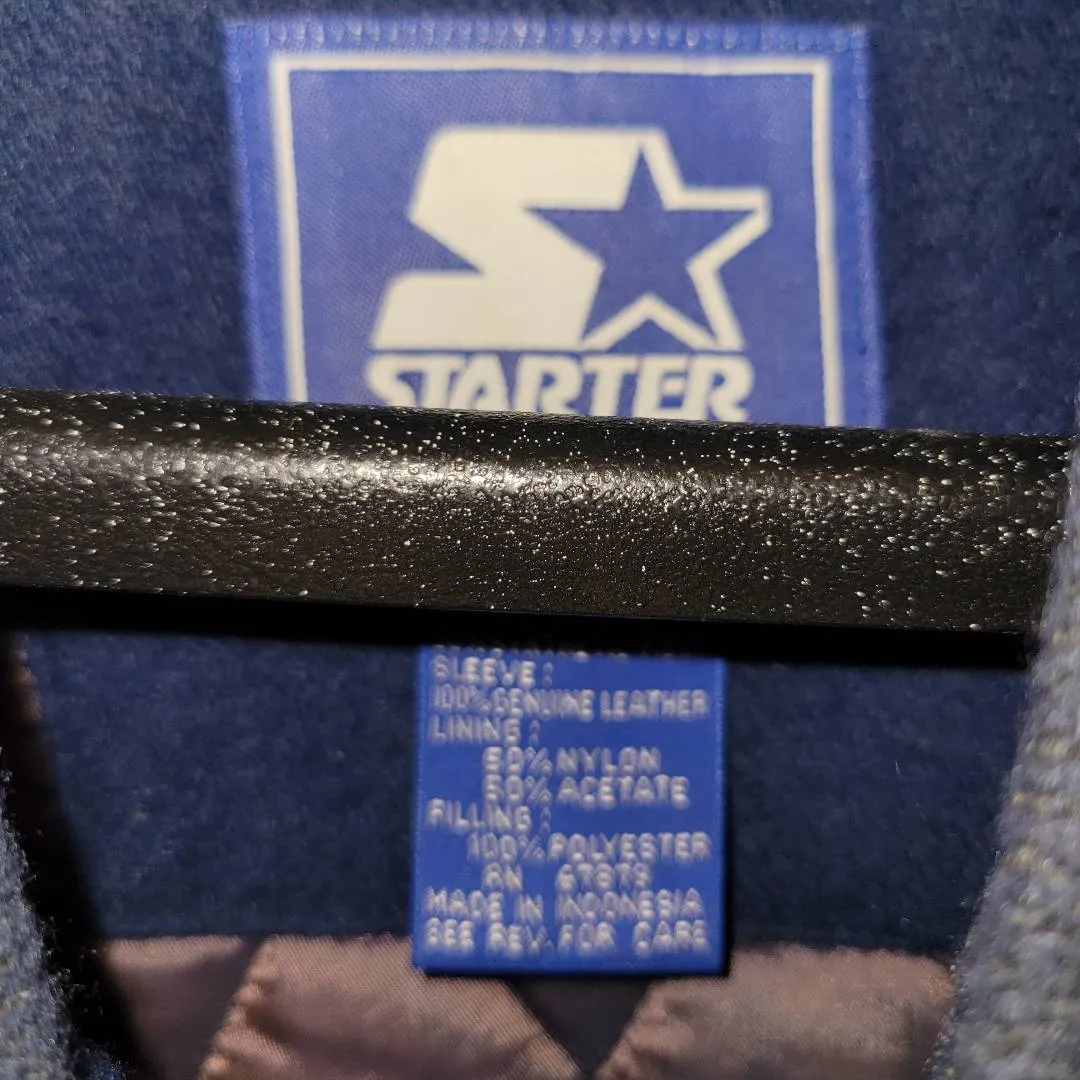 STARTER
SLEEVE:
100% GENUINE LEATHER
LINING:
50% NYLON
50% ACETATE
FILLING:
100% POLYESTER
RN
MADE IN INDONESIA
SEE REV. FOR CARE